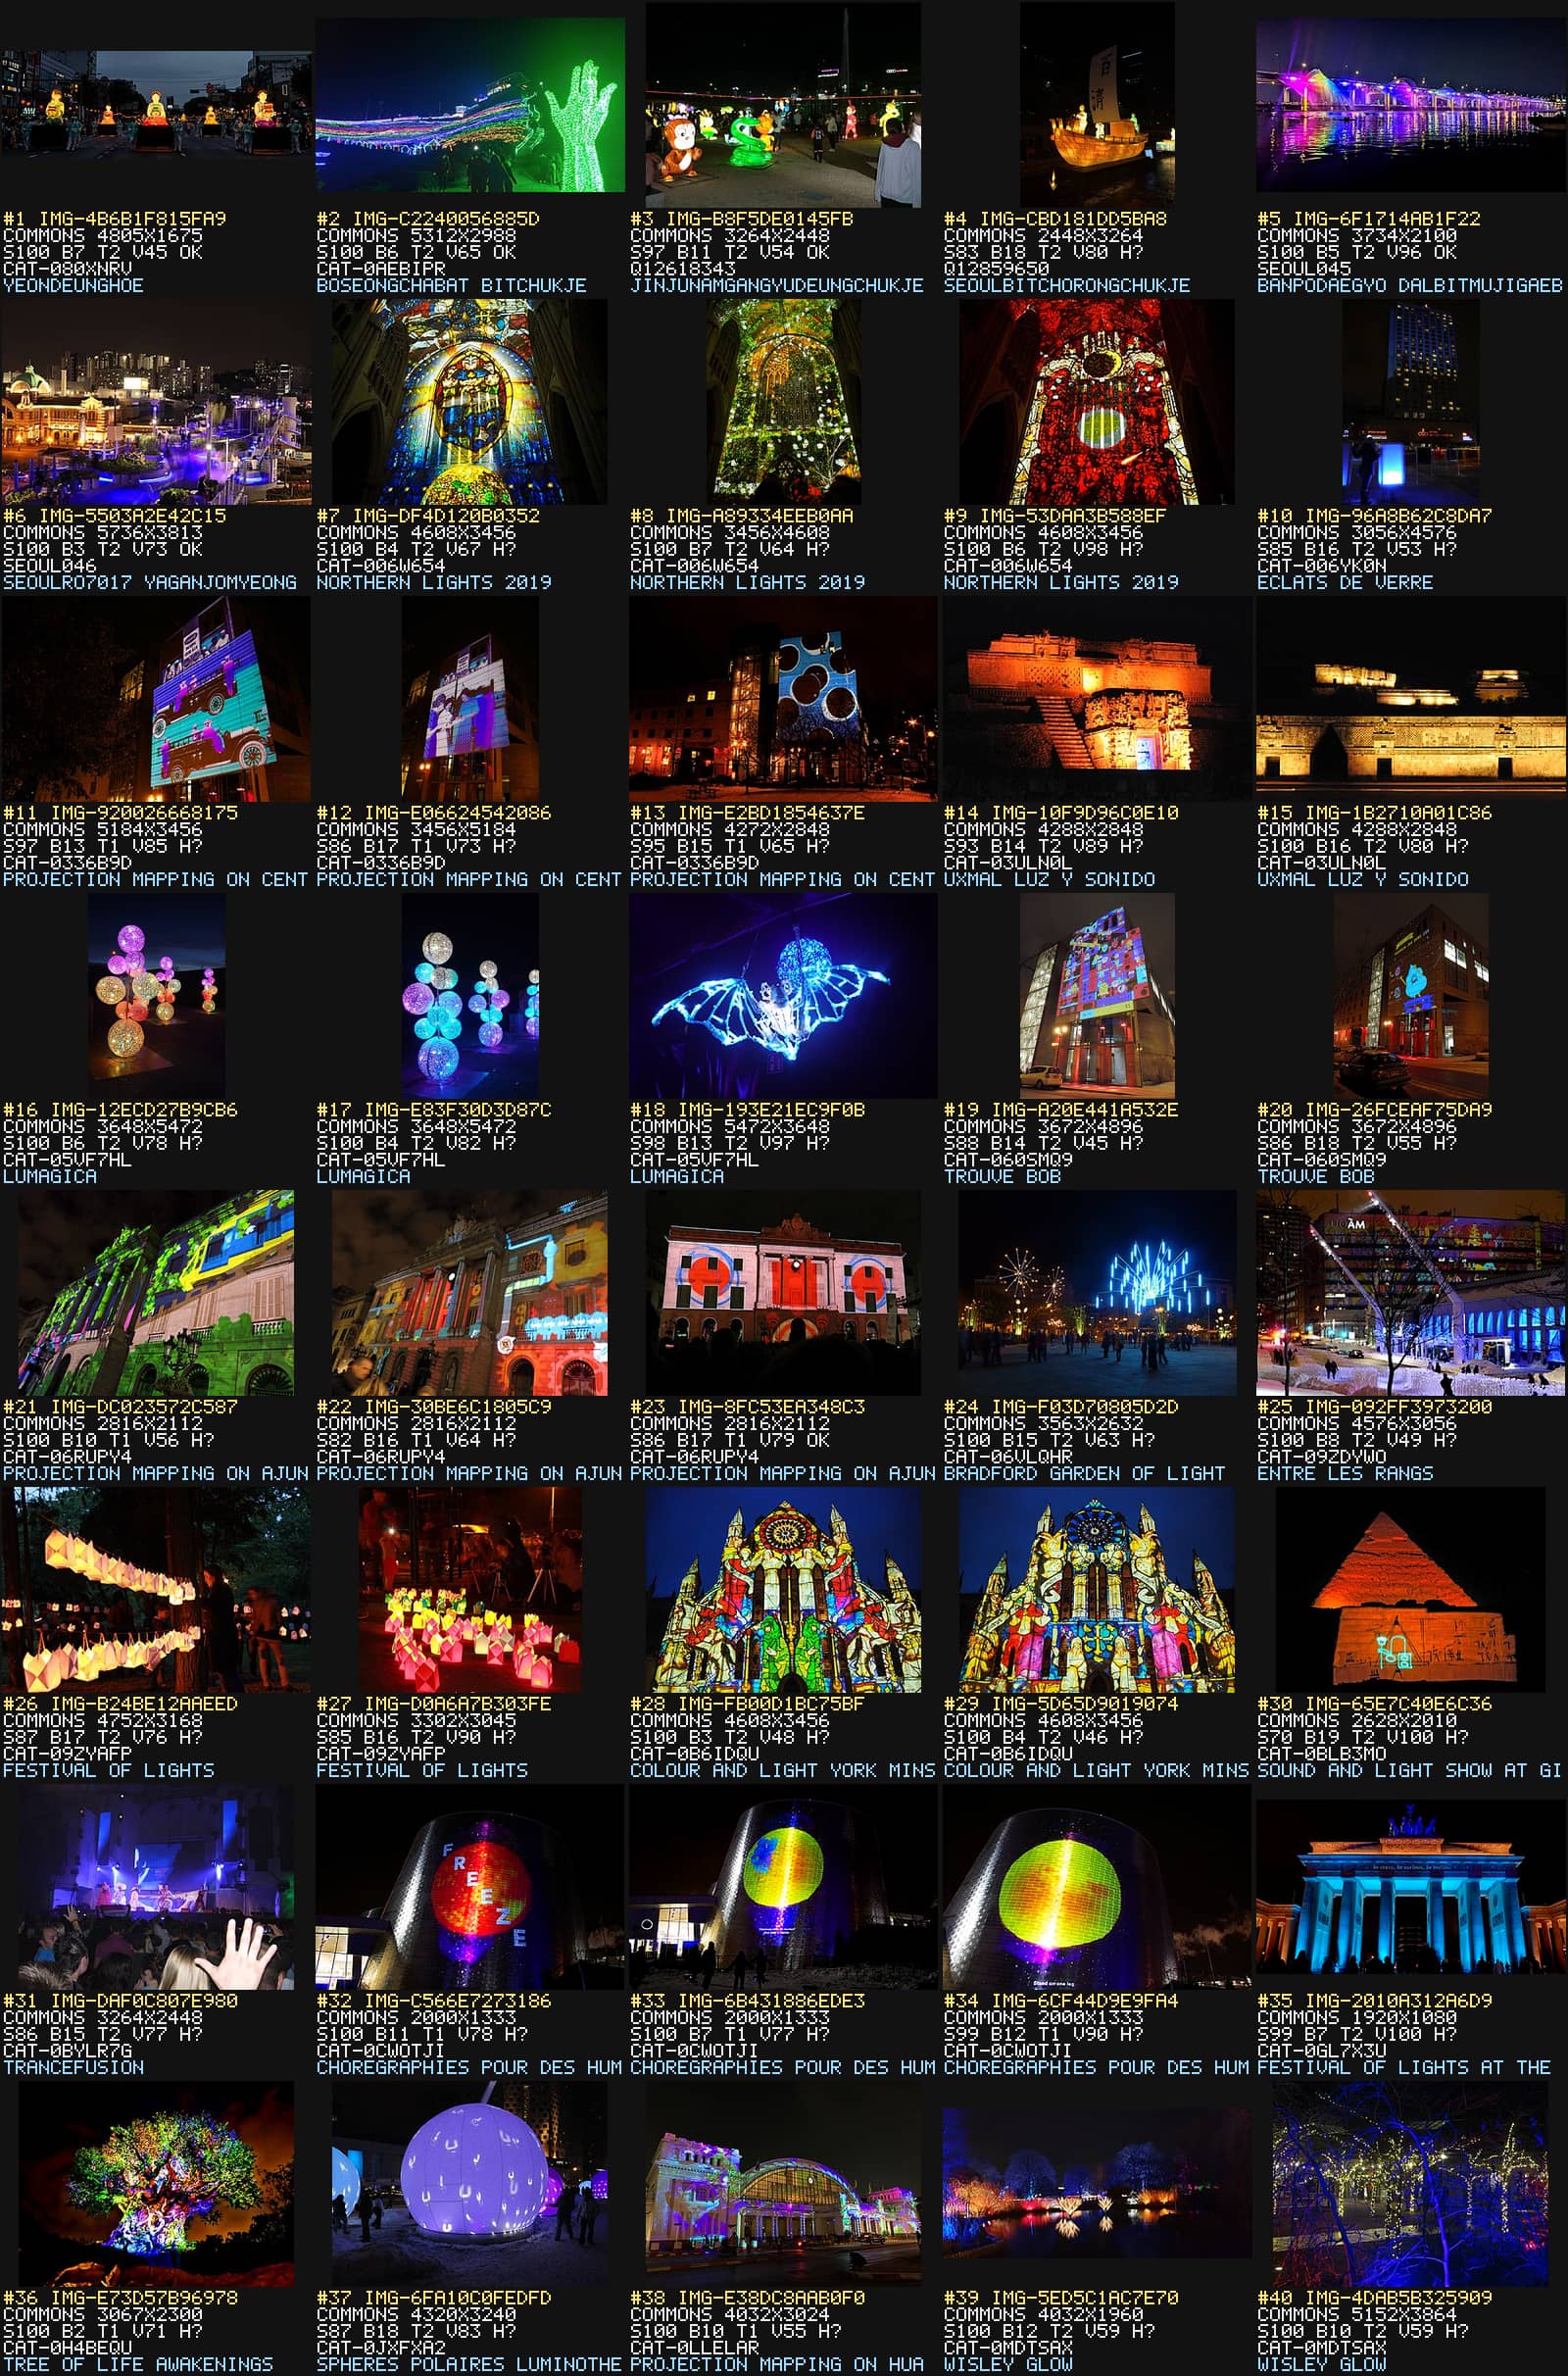 #1 IMG-4B6B1F815FA9
COMMONS 4805X1675
S100 B7 T2 V45 OK
CAT-080XNRV
YEONDEUNGHOE
#2 IMG-C2240056885D
COMMONS 5312X2988
S100 B6 T2 V65 OK
CAT-0AEBIPR
BOSEONGCHABAT BITCHUKJE
#3 IMG-B8F5DE0145FB
COMMONS 3264X2448
S97 B11 T2 V54 OK
Q12618343
JINJUNAMGANGYUDEUNGCHUKJE
百
清
#4 IMG-CBD181DD5BA8
COMMONS 2448X3264
S83 B18 T2 V80 H?
Q12859650
SEOULBITCHORONGCHUKJE
#5 IMG-6F1714AB1F22
COMMONS 3734X2100
S100 B5 T2 V96 OK
SEOUL045
BANPODAEGYO DALBITMUJIGAEB
#6 IMG-5503A2E42C15
COMMONS 5736X3813
S100 B3 T2 V73 OK
SEOUL046
SEOULRO7017 YAGANJOMYEONG
#7 IMG-DF4D120B0352
COMMONS 4608X3456
S100 B4 T2 V67 H?
CAT-006W654
NORTHERN LIGHTS 2019
#8 IMG-A89334EEB0AA
COMMONS 3456X4608
S100 B7 T2 V64 H?
CAT-006W654
NORTHERN LIGHTS 2019
#9 IMG-53DAA3B588EF
COMMONS 4608X3456
S100 B6 T2 V98 H?
CAT-006W654
NORTHERN LIGHTS 2019
#10 IMG-96A8B62C8DA7
COMMONS 3056X4576
S85 B16 T2 V53 H?
CAT-006YK0N
ECLATS DE VERRE
#11 IMG-920026668175
COMMONS 5184X3456
S97 B13 T1 V85 H?
CAT-0336B9D
PROJECTION MAPPING ON CENT
#12 IMG-E06624542086
COMMONS 3456X5184
S86 B17 T1 V73 H?
CAT-0336B9D
PROJECTION MAPPING ON CENT
#13 IMG-E2BD1854637E
COMMONS 4272X2848
S95 B15 T1 V65 H?
CAT-0336B9D
PROJECTION MAPPING ON CENT
#14 IMG-10F9D96C0E10
COMMONS 4288X2848
S93 B14 T2 V89 H?
CAT-03ULN0L
UXMAL LUZ Y SONIDO
#15 IMG-1B2710A01C86
COMMONS 4288X2848
S100 B16 T2 V80 H?
CAT-03ULN0L
UXMAL LUZ Y SONIDO
#16 IMG-12ECD27B9CB6
COMMONS 3648X5472
S100 B6 T2 V78 H?
CAT-05VF7HL
LUMAGICA
#17 IMG-E83F30D3D87C
COMMONS 3648X5472
S100 B4 T2 V82 H?
CAT-05VF7HL
LUMAGICA
#18 IMG-193E21EC9F0B
COMMONS 5472X3648
S98 B13 T2 V97 H?
CAT-05VF7HL
LUMAGICA
#19 IMG-A20E441A532E
COMMONS 3672X4896
S88 B14 T2 V45 H?
CAT-060SMQ9
TROUVE BOB
#20 IMG-26FCEAF75DA9
COMMONS 3672X4896
S86 B18 T2 V55 H?
CAT-060SMQ9
TROUVE BOB
#21 IMG-DC023572C587
COMMONS 2816X2112
S100 B10 T1 V56 H?
CAT-06RUPY4
PROJECTION MAPPING ON AJUN
#22 IMG-30BE6C1805C9
COMMONS 2816X2112
S82 B16 T1 V64 H?
CAT-06RUPY4
PROJECTION MAPPING ON AJUN
#23 IMG-8FC53EA348C3
COMMONS 2816X2112
S86 B17 T1 V79 OK
CAT-06RUPY4
PROJECTION MAPPING ON AJUN
#24 IMG-F03D70805D2D
COMMONS 3563X2632
S100 B15 T2 V63 H?
CAT-06VLQHR
BRADFORD GARDEN OF LIGHT
#25 IMG-092FF3973200
COMMONS 4576X3056
S100 B8 T2 V49 H?
CAT-09ZDYWO
ENTRE LES RANGS
#26 IMG-B24BE12AAEED
COMMONS 4752X3168
S87 B17 T2 V76 H?
CAT-09ZYAFP
FESTIVAL OF LIGHTS
#27 IMG-D0A6A7B303FE
COMMONS 3302X3045
S85 B16 T2 V90 H?
CAT-09ZYAFP
FESTIVAL OF LIGHTS
#28 IMG-FB00D1BC75BF
COMMONS 4608X3456
S100 B3 T2 V48 H?
CAT-0B6IDQU
COLOUR AND LIGHT YORK MINS
#29 IMG-5D65D9019074
COMMONS 4608X3456
S100 B4 T2 V46 H?
CAT-0B6IDQU
COLOUR AND LIGHT YORK MINS
#30 IMG-65E7C40E6C36
COMMONS 2628X2010
S70 B19 T2 V100 H?
CAT-0BLB3MO
SOUND AND LIGHT SHOW AT GI
#31 IMG-DAF0C807E980
COMMONS 3264X2448
S86 B15 T2 V77 H?
CAT-0BYLR7G
TRANCEFUSION
FREEZE
#32 IMG-C566E7273186
COMMONS 2000X1333
S100 B11 T1 V78 H?
CAT-0CWOTJI
CHOREGRAPHIES POUR DES HUM
#33 IMG-6B431886EDE3
COMMONS 2000X1333
S100 B7 T1 V77 H?
CAT-0CWOTJI
CHOREGRAPHIES POUR DES HUM
Stand on one leg
#34 IMG-6CF44D9E9FA4
COMMONS 2000X1333
S99 B12 T1 V90 H?
CAT-0CWOTJI
CHOREGRAPHIES POUR DES HUM
#35 IMG-2010A312A6D9
COMMONS 1920X1080
S99 B7 T2 V100 H?
CAT-0GL7X3U
FESTIVAL OF LIGHTS AT THE
#36 IMG-E73D57B96978
COMMONS 3067X2300
S100 B2 T1 V71 H?
CAT-0H4BEQU
TREE OF LIFE AWAKENINGS
#37 IMG-6FA10C0FEDFD
COMMONS 4320X3240
S87 B18 T2 V83 H?
CAT-0JXFXA2
SPHERES POLAIRES LUMINOTHE
#38 IMG-E38DC8AAB0F0
COMMONS 4032X3024
S100 B10 T1 V55 H?
CAT-0LLELAR
PROJECTION MAPPING ON HUA
#39 IMG-5ED5C1AC7E70
COMMONS 4032X1960
S100 B12 T2 V59 H?
CAT-0MDTSAX
WISLEY GLOW
#40 IMG-4DAB5B325909
COMMONS 5152X3864
S100 B10 T2 V59 H?
CAT-0MDTSAX
WISLEY GLOW